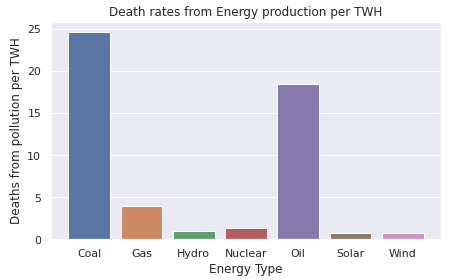 Death rates from Energy production per TWH
Deaths from pollution per TWH
25
20
15
10
5
0
Coal Gas Hydro Nuclear Oil Solar Wind
Energy Type